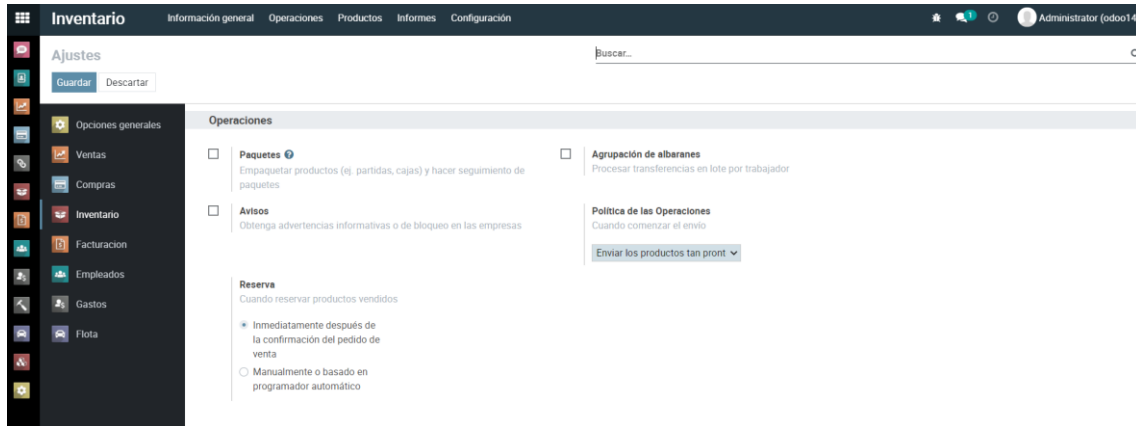 Inventario Información general Operaciones Productos Informes Configuración 1 Administrator (odoo14
Ajustes
Buscar...
Guardar Descartar
Opciones generales
Ventas
Compras
Inventario
Facturacion
Empleados
Gastos
Flota
Operaciones
Paquetes ?
Empaquetar productos (ej. partidas, cajas) y hacer seguimiento de
paquetes
Agrupación de albaranes
Procesar transferencias en lote por trabajador
Avisos
Obtenga advertencias informativas o de bloqueo en las empresas
Política de las Operaciones
Cuando comenzar el envío
Enviar los productos tan pront
Reserva
Cuando reservar productos vendidos
Inmediatamente después de
la confirmación del pedido de
venta
Manualmente o basado en
programador automático